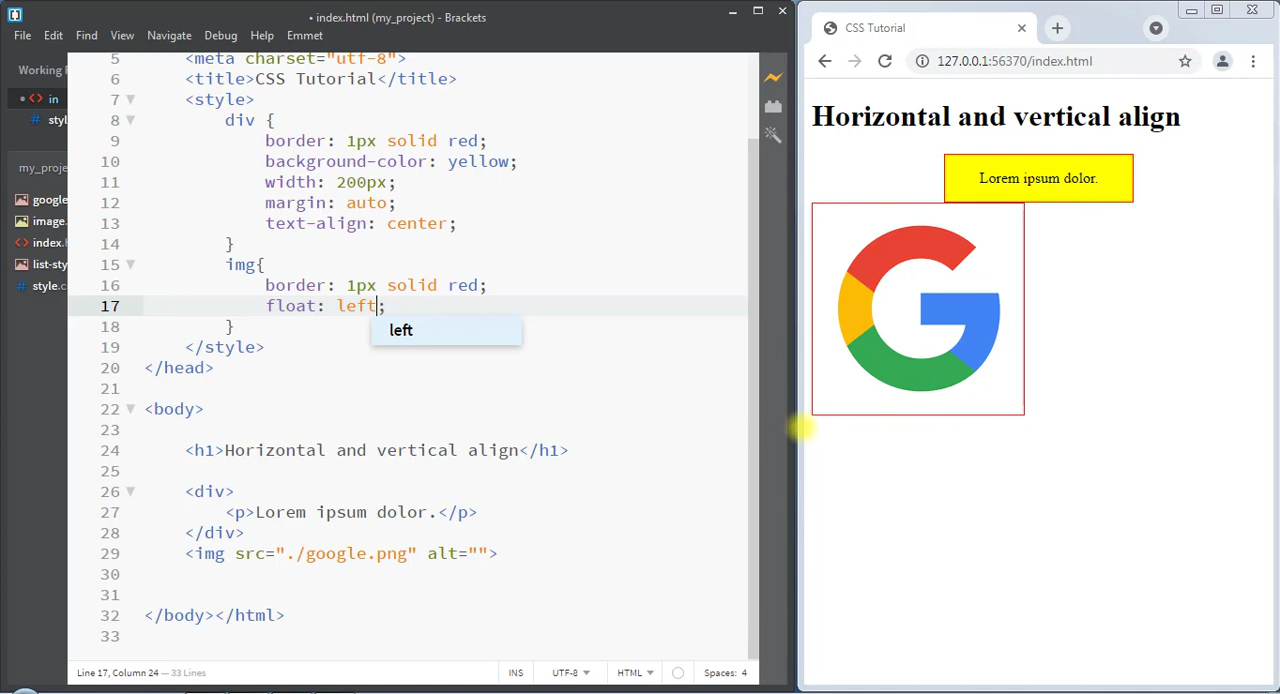 • index.html (my_project) - Brackets
File Edit Find View Navigate Debug Help Emmet
Working
in
my_proje
google
image.
index.h
list-sty
style.c
5 <meta charset="utf-8">
6 <title>CSS Tutorial</title>
7 <style>
8 div {
9 border: 1px solid red;
10 background-color: yellow;
11 width: 200px;
12 margin: auto;
13 text-align: center;
14 }
15 img{
16 border: 1px solid red;
17 float: left;
left
18 }
19 </style>
20 </head>
21
22 <body>
23
24 <h1>Horizontal and vertical align</h1>
25
26 <div>
27 <p>Lorem ipsum dolor.</p>
28 </div>
29 <img src="./google.png" alt="">
30
31
32 </body></html>
33
Line 17, Column 24 — 33 Lines
INS UTF-8 HTML Spaces: 4
CSS Tutorial
127.0.0.1:56370/index.html
Horizontal and vertical align
Lorem ipsum dolor.